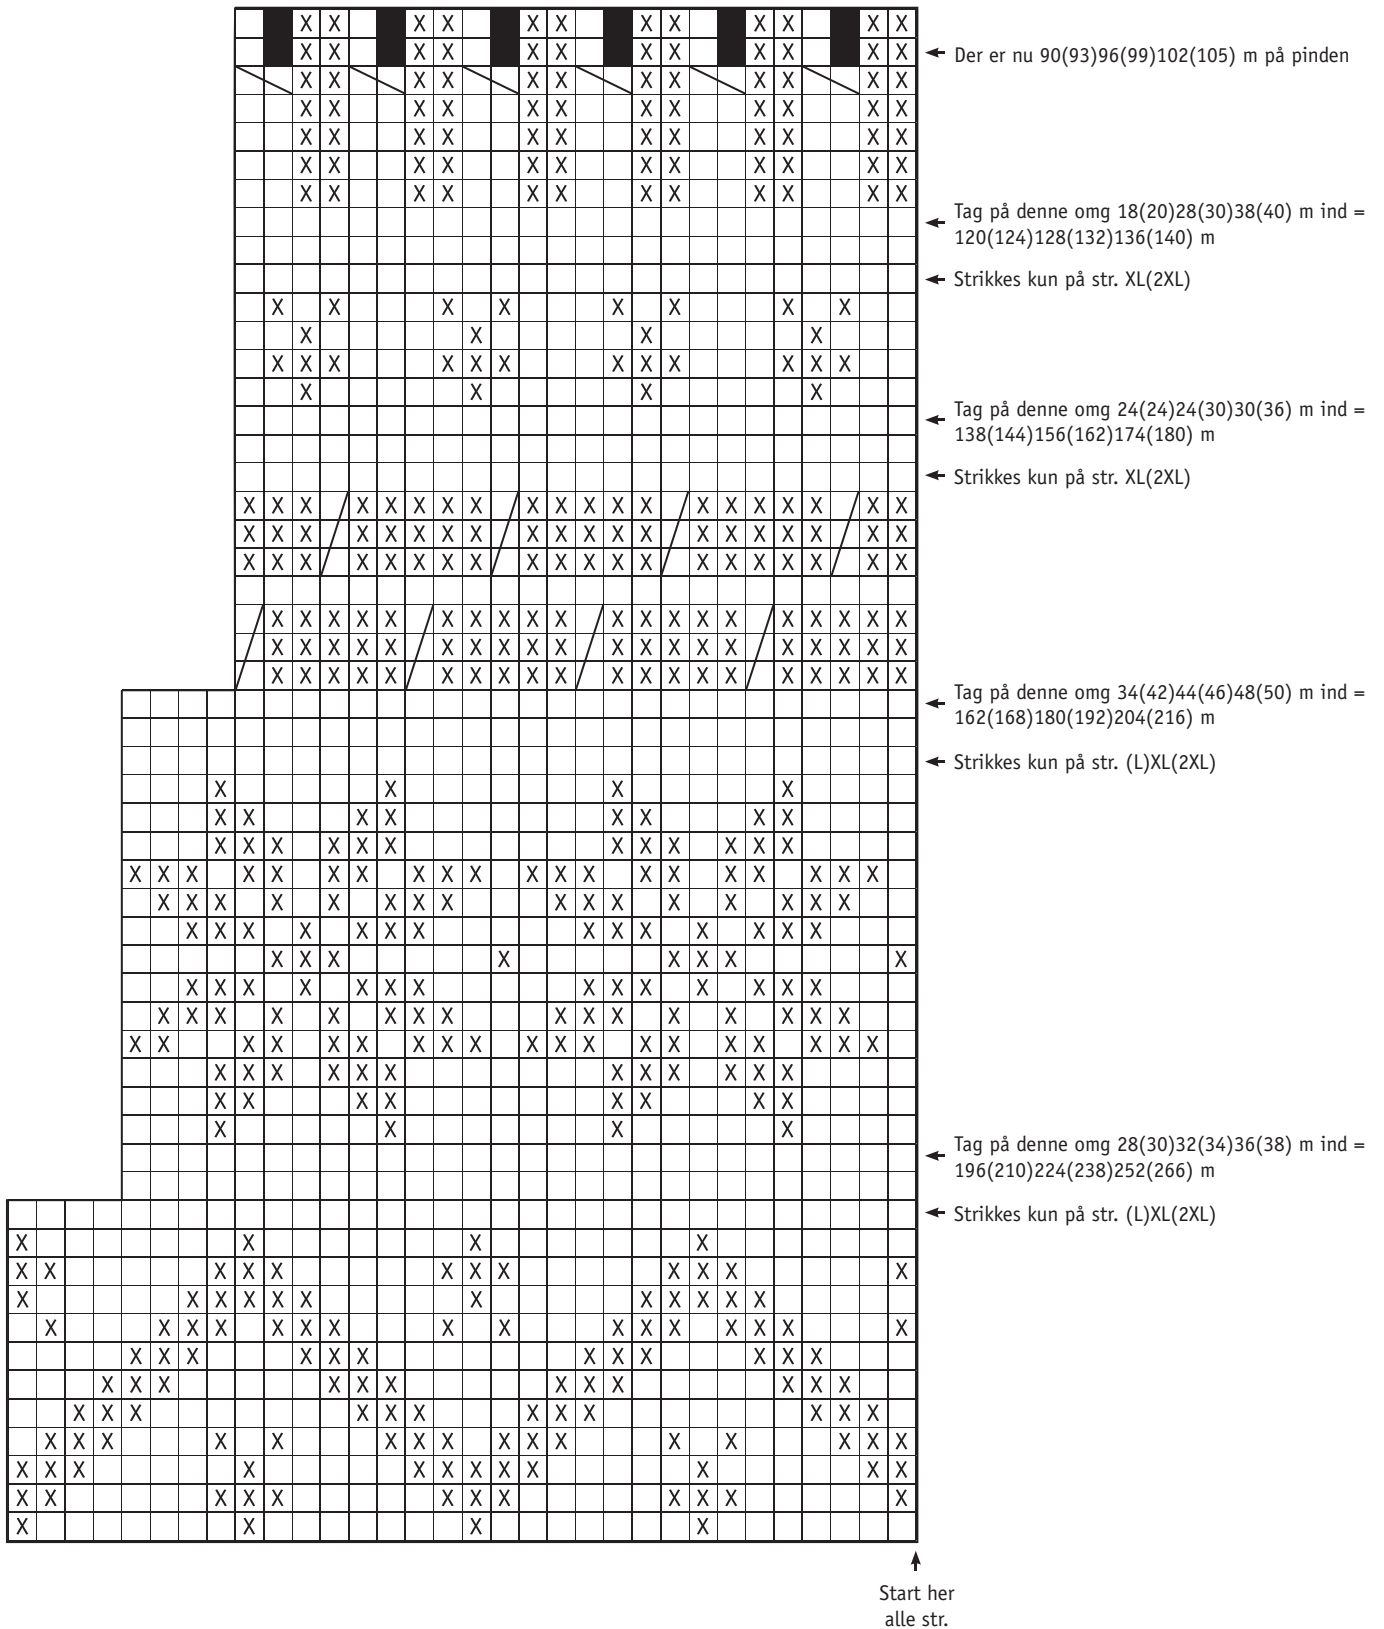 Der er nu 90(93)96(99)102(105) m på pinden
Tag på denne omg 18(20)28(30)38(40) m ind =
120(124)128(132)136(140) m
Strikkes kun på str. XL(2XL)
Tag på denne omg 24(24)24(30)30(36) m ind =
138(144)156(162)174(180) m
Strikkes kun på str. XL(2XL)
Tag på denne omg 34(42)44(46)48(50) m ind =
162(168)180(192)204(216) m
Strikkes kun på str. (L)XL(2XL)
Tag på denne omg 28(30)32(34)36(38) m ind =
196(210)224(238)252(266) m
Strikkes kun på str. (L)XL(2XL)
Start her
alle str.